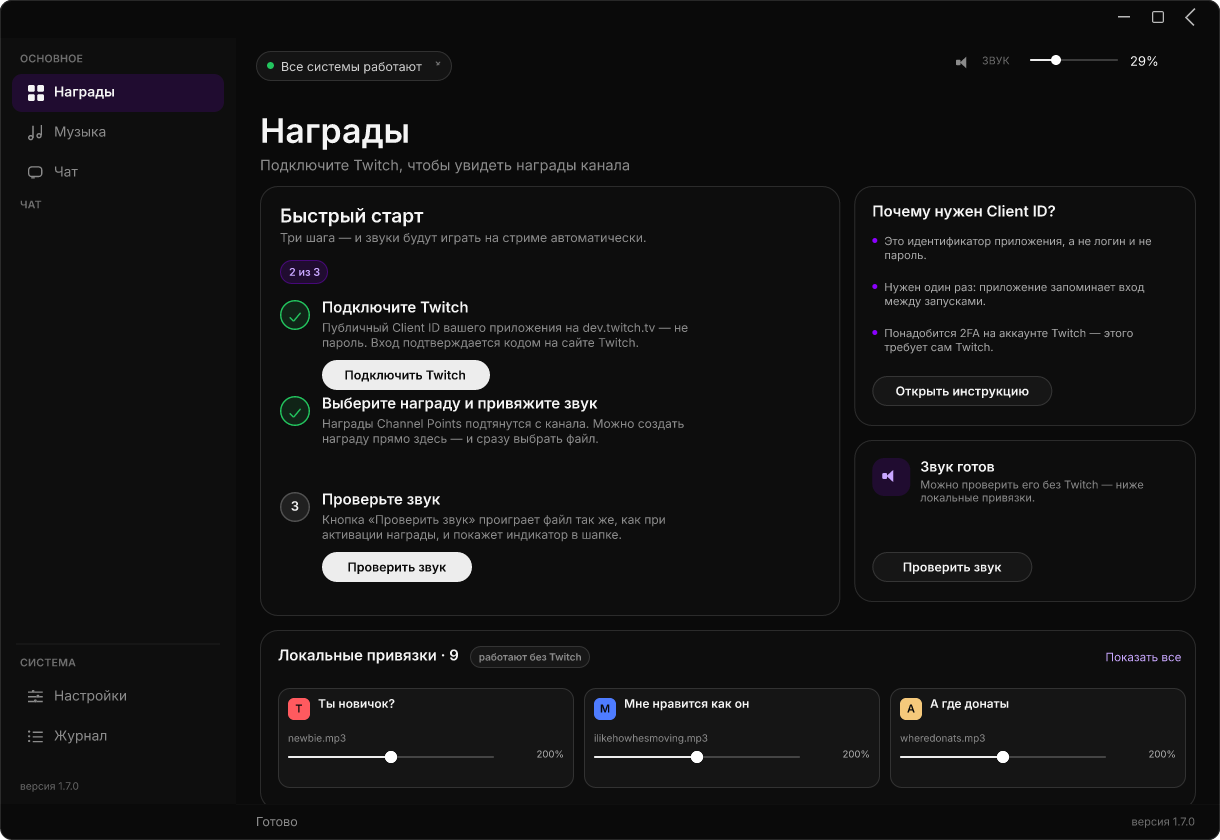 ОСНОВНОЕ
Награды
Музыка
Чат
ЧАТ
СИСТЕМА
Настройки
Журнал
версия 1.7.0
Все системы работают
ЗВУК
29%
Награды
Подключите Twitch, чтобы увидеть награды канала
Быстрый старт
Три шага — и звуки будут играть на стриме автоматически.
2 из 3
Подключите Twitch
Публичный Client ID вашего приложения на dev.twitch.tv — не
пароль. Вход подтверждается кодом на сайте Twitch.
Подключить Twitch
Выберите награду и привяжите звук
Награды Channel Points подтянутся с канала. Можно создать
награду прямо здесь — и сразу выбрать файл.
3
Проверьте звук
Кнопка «Проверить звук» проиграет файл так же, как при
активации награды, и покажет индикатор в шапке.
Проверить звук
Почему нужен Client ID?
Это идентификатор приложения, а не логин и не
пароль.
Нужен один раз: приложение запоминает вход
между запусками.
Понадобится 2FA на аккаунте Twitch — этого
требует сам Twitch.
Открыть инструкцию
Звук готов
Можно проверить его без Twitch — ниже
локальные привязки.
Проверить звук
Локальные привязки · 9
работают без Twitch
Показать все
Т
Ты новичок?
newbie.mp3
200%
М
Мне нравится как он
ilikehowhesmoving.mp3
200%
А
А где донаты
wheredonats.mp3
200%
Готово
версия 1.7.0